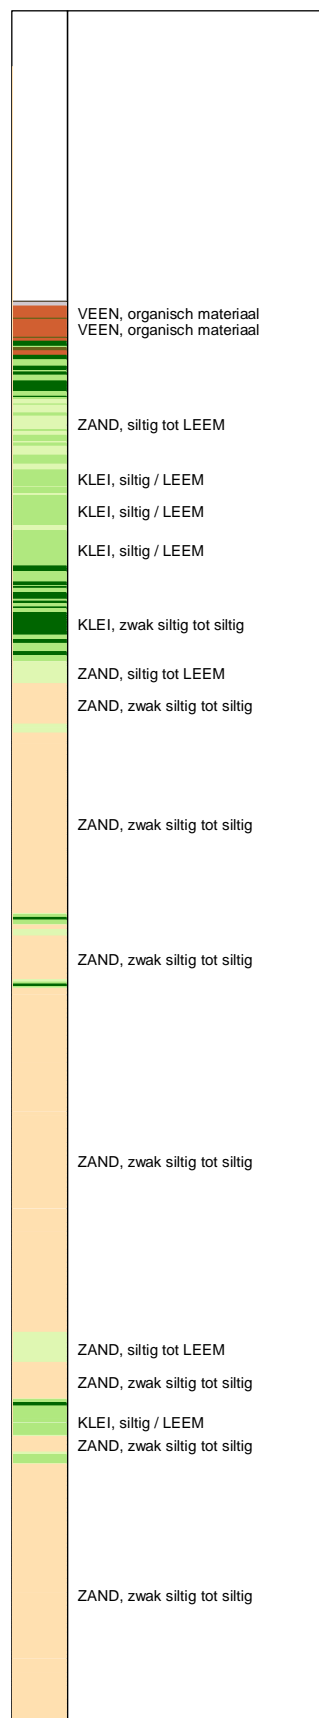 VEEN, organisch materiaal
VEEN, organisch materiaal
ZAND, siltig tot LEEM
KLEI, siltig / LEEM
KLEI, siltig / LEEM
KLEI, siltig / LEEM
KLEI, zwak siltig tot siltig
ZAND, siltig tot LEEM
ZAND, zwak siltig tot siltig
ZAND, zwak siltig tot siltig
ZAND, zwak siltig tot siltig
ZAND, zwak siltig tot siltig
ZAND, siltig tot LEEM
ZAND, zwak siltig tot siltig
KLEI, siltig / LEEM
ZAND, zwak siltig tot siltig
ZAND, zwak siltig tot siltig